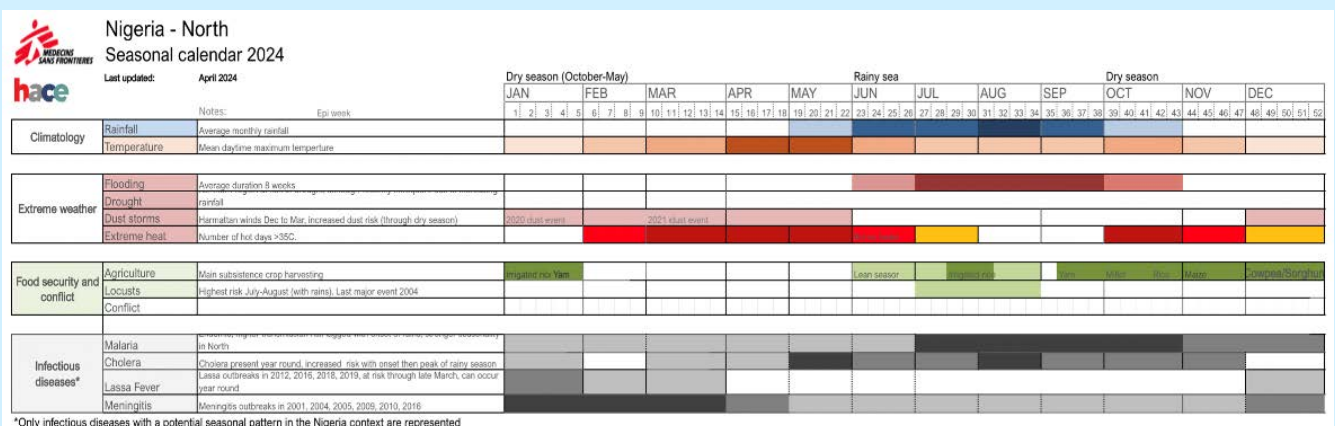 Nigeria - North
Seasonal calendar 2024
MEDECINS
SANS FRONTIERES
hace
Last updated: April 2024
Dry season (October-May) Rainy sea Dry season
JAN FEB MAR APR MAY JUN JUL AUG SEP OCT NOV DEC
Notes: Epi week
1 2 3 4 5 6 7 8 9 10 11 12 13 14 15 16 17 18 19 20 21 22 23 24 25 26 27 28 29 30 31 32 33 34 35 36 37 38 39 40 41 42 43 44 45 46 47 48 49 50 51 52
Climatology
Rainfall Average monthly rainfall
Temperature Mean daytime maximum temperture
Extreme weather
Flooding Average duration 8 weeks
Drought rainfall
Dust storms Harmattan winds Dec to Mar, increased dust risk (through dry season) 2020 dust event 2021 dust event
Extreme heat Number of hot days >35C.
Food security and
conflict
Agriculture Main subsistence crop harvesting Irrigated rice Yam Lean season Irrigated rice Yam Millet Rice Maize Cowpea/Sorghum
Locusts Highest risk July-August (with rains). Last major event 2004
Conflict
Infectious
diseases*
Malaria in North
Cholera Cholera present year round, increased risk with onset then peak of rainy season
Lassa Fever Lassa outbreaks in 2012, 2016, 2018, 2019, at risk through late March, can occur
year round
Meningitis Meningitis outbreaks in 2001, 2004, 2005, 2009, 2010, 2016
*Only infectious diseases with a potential seasonal pattern in the Nigeria context are represented